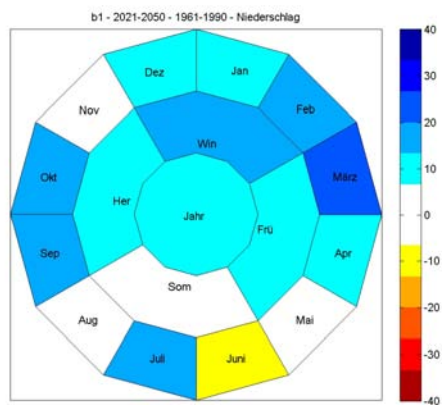 b1 - 2021-2050 - 1961-1990 - Niederschlag
Dez
Jan
Nov
Feb
Win
Okt
März
Her
Jahr
Frü
Sep
Apr
Som
Aug
Mai
Juli
Juni
40
30
20
10
0
-10
-20
-30
-40